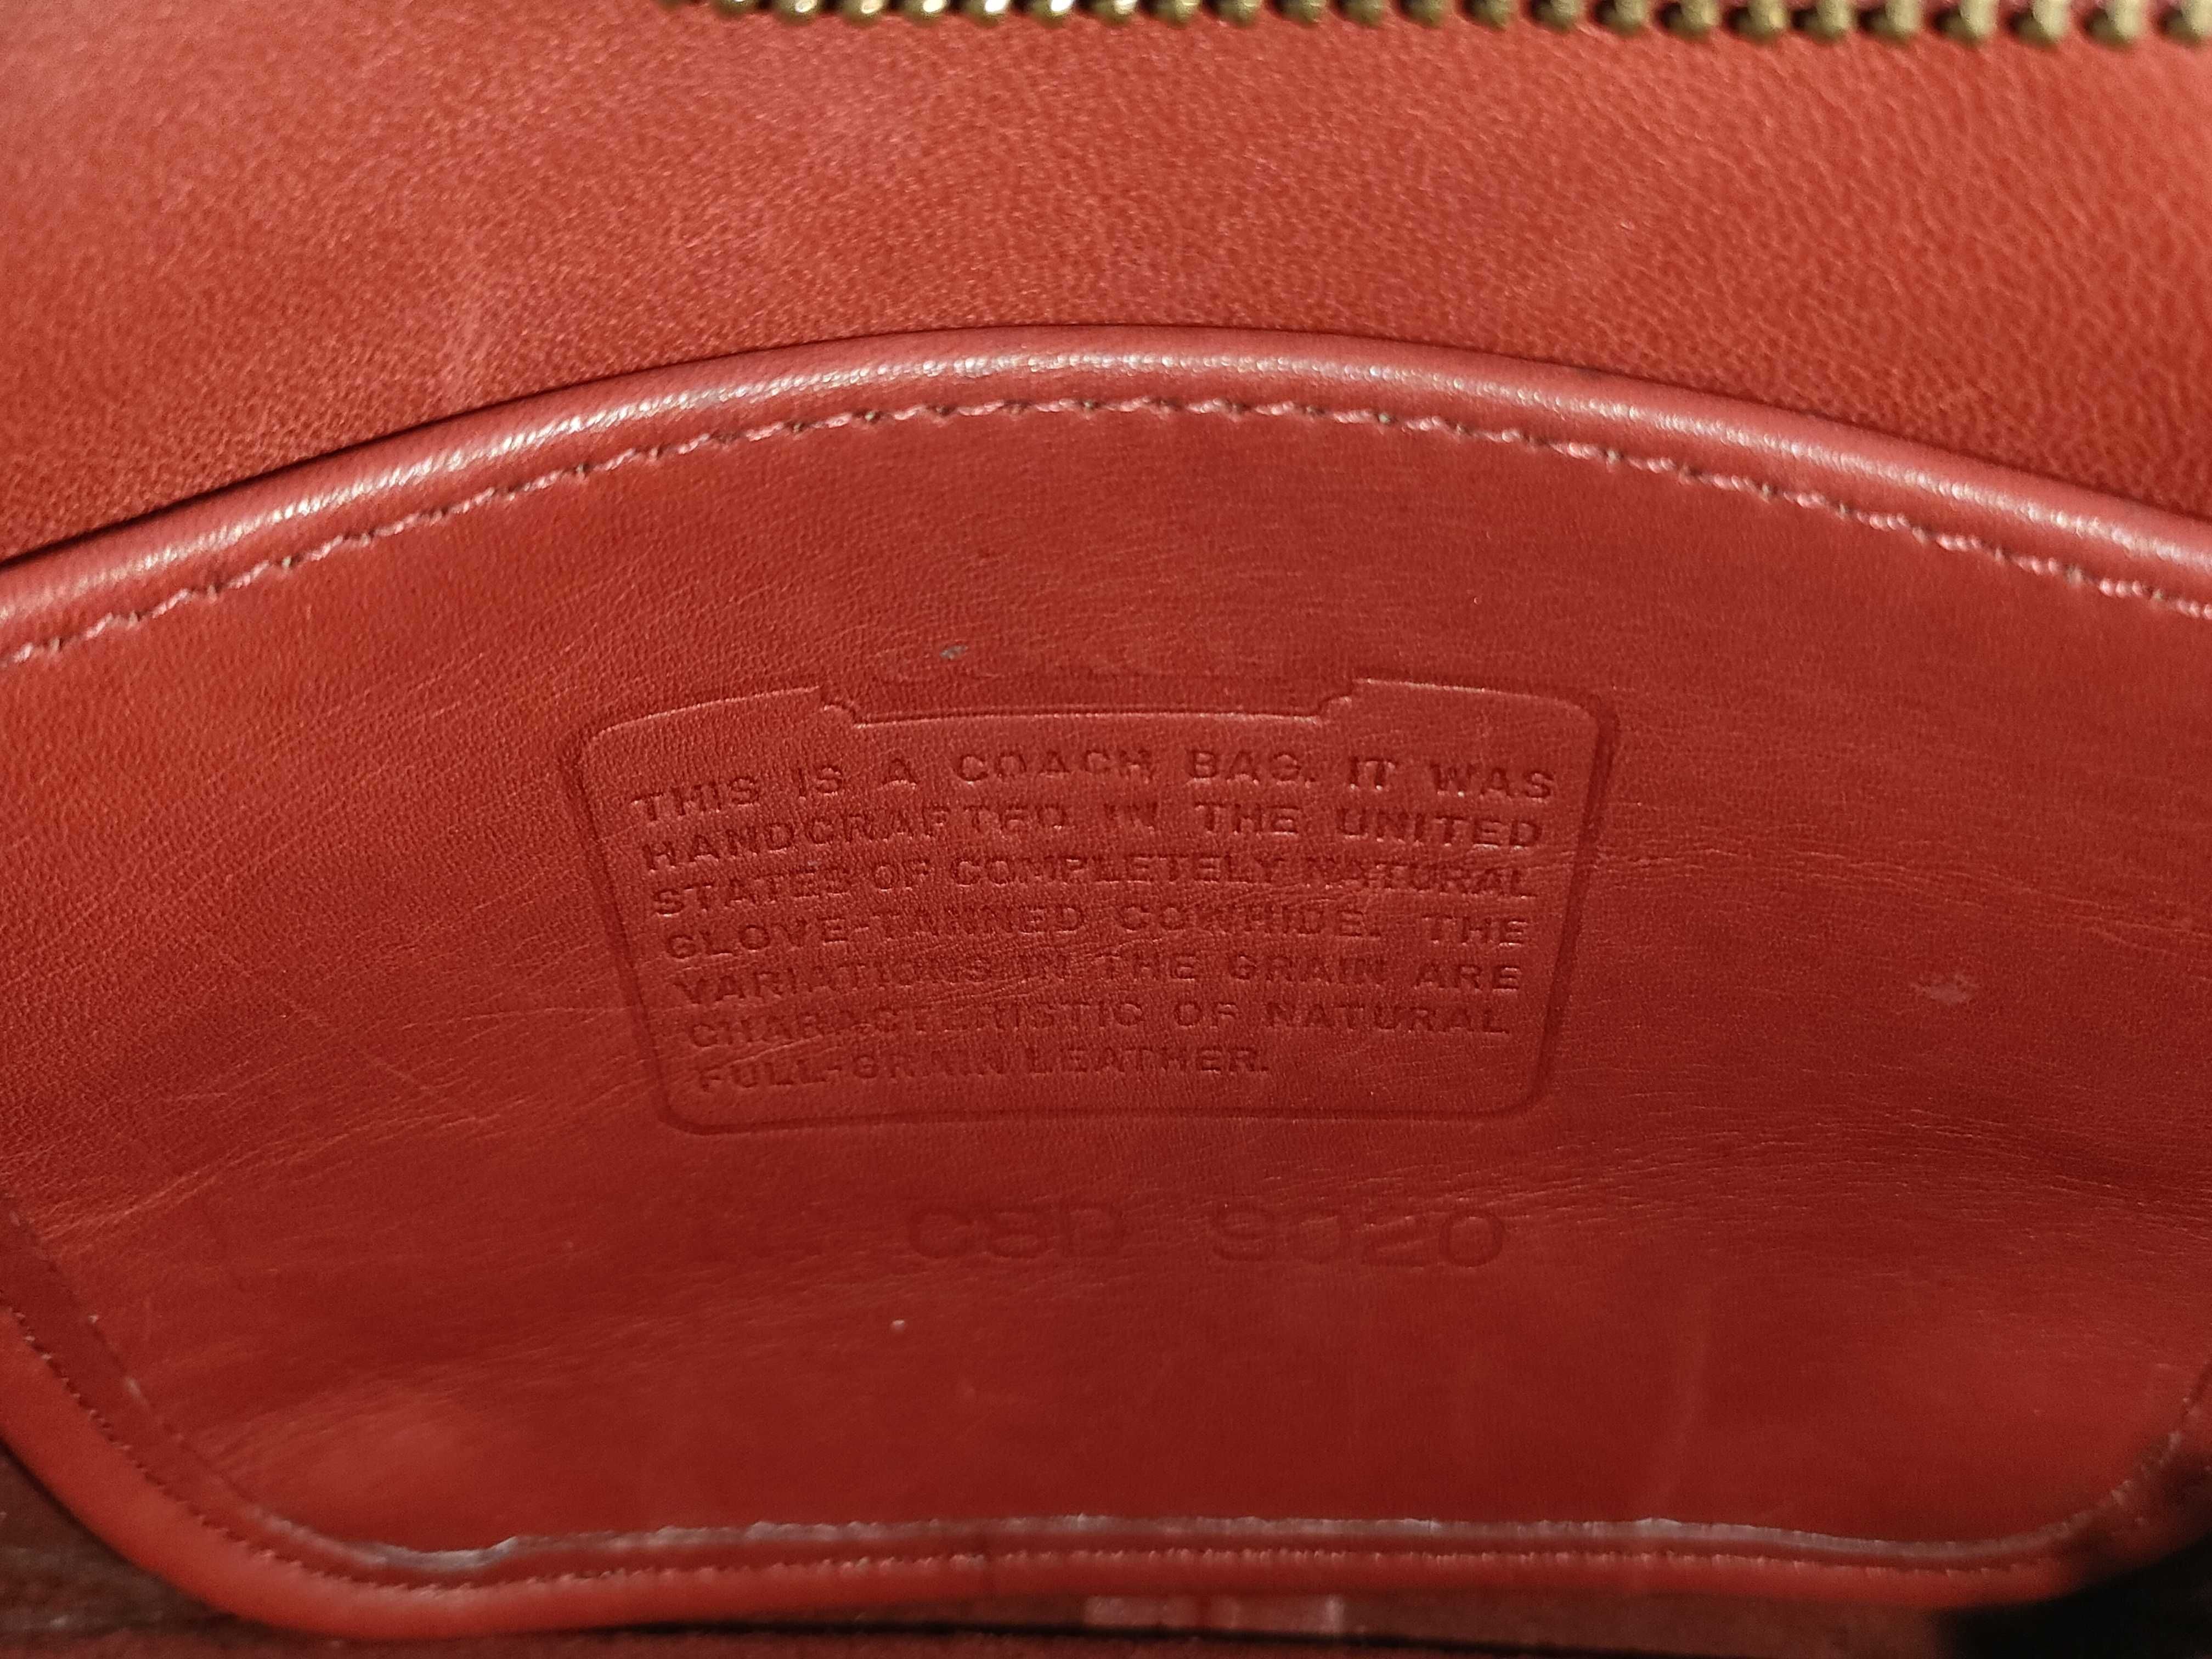 THIS IS A COACH BAG. IT WAS
HANDCRAFTED IN THE UNITED
STATES OF COMPLETELY NATURAL
GLOVE-TANNED COWHIDE. THE
VARIATIONS IN THE GRAIN ARE
CHARACTERISTIC OF NATURAL
FULL-GRAIN LEATHER.
9020